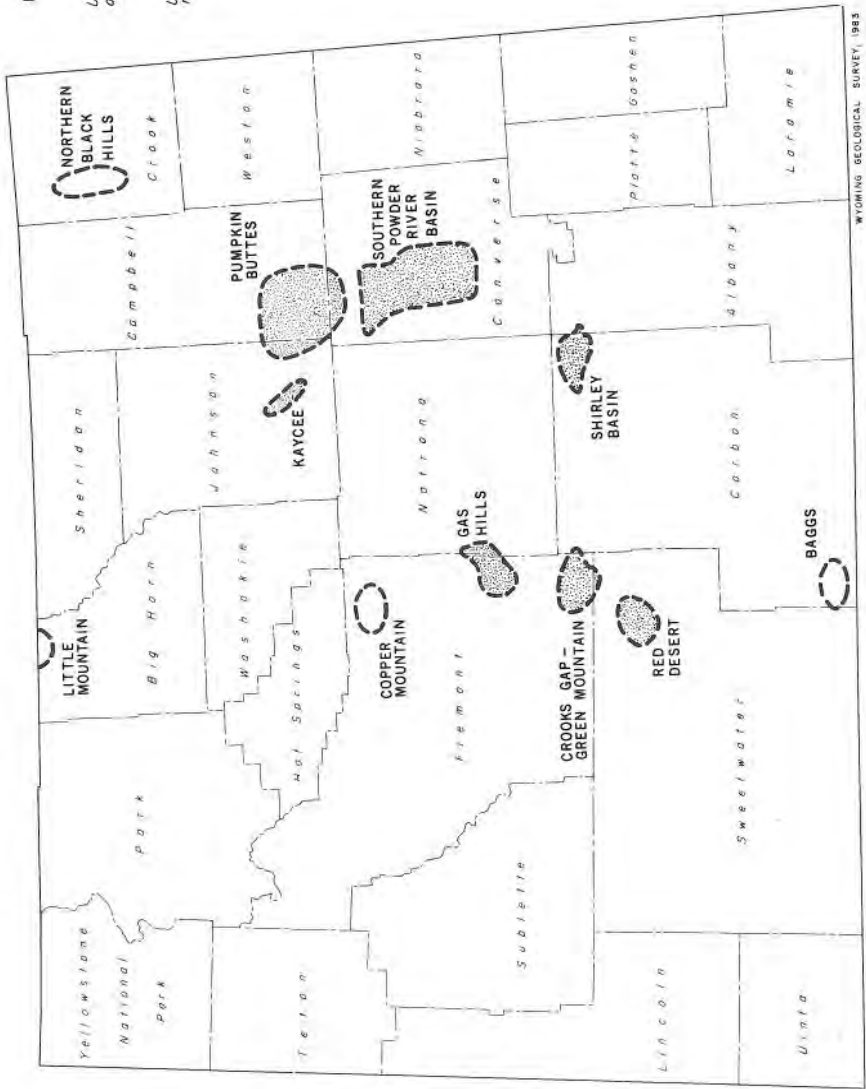 Yellowstone
National
Park
Park
Teton
LITTLE
MOUNTAIN
Big Horn
Sheridan
Campbell
NORTHERN
BLACK
HILLS
Crook
Johnson
Washakie
Hot Springs
KAYCEE
PUMPKIN
BUTTES
Weston
COPPER
MOUNTAIN
Fremont
Natrona
SOUTHERN
POWDER
RIVER
BASIN
Converse
Niobrara
Sublette
GAS
HILLS
CROOKS GAP-
GREEN MOUNTAIN
SHIRLEY
BASIN
Platte
Goshen
Lincoln
RED
DESERT
Sweetwater
Carbon
Albany
Laramie
Uinta
BAGGS
WYOMING GEOLOGICAL SURVEY, 1983